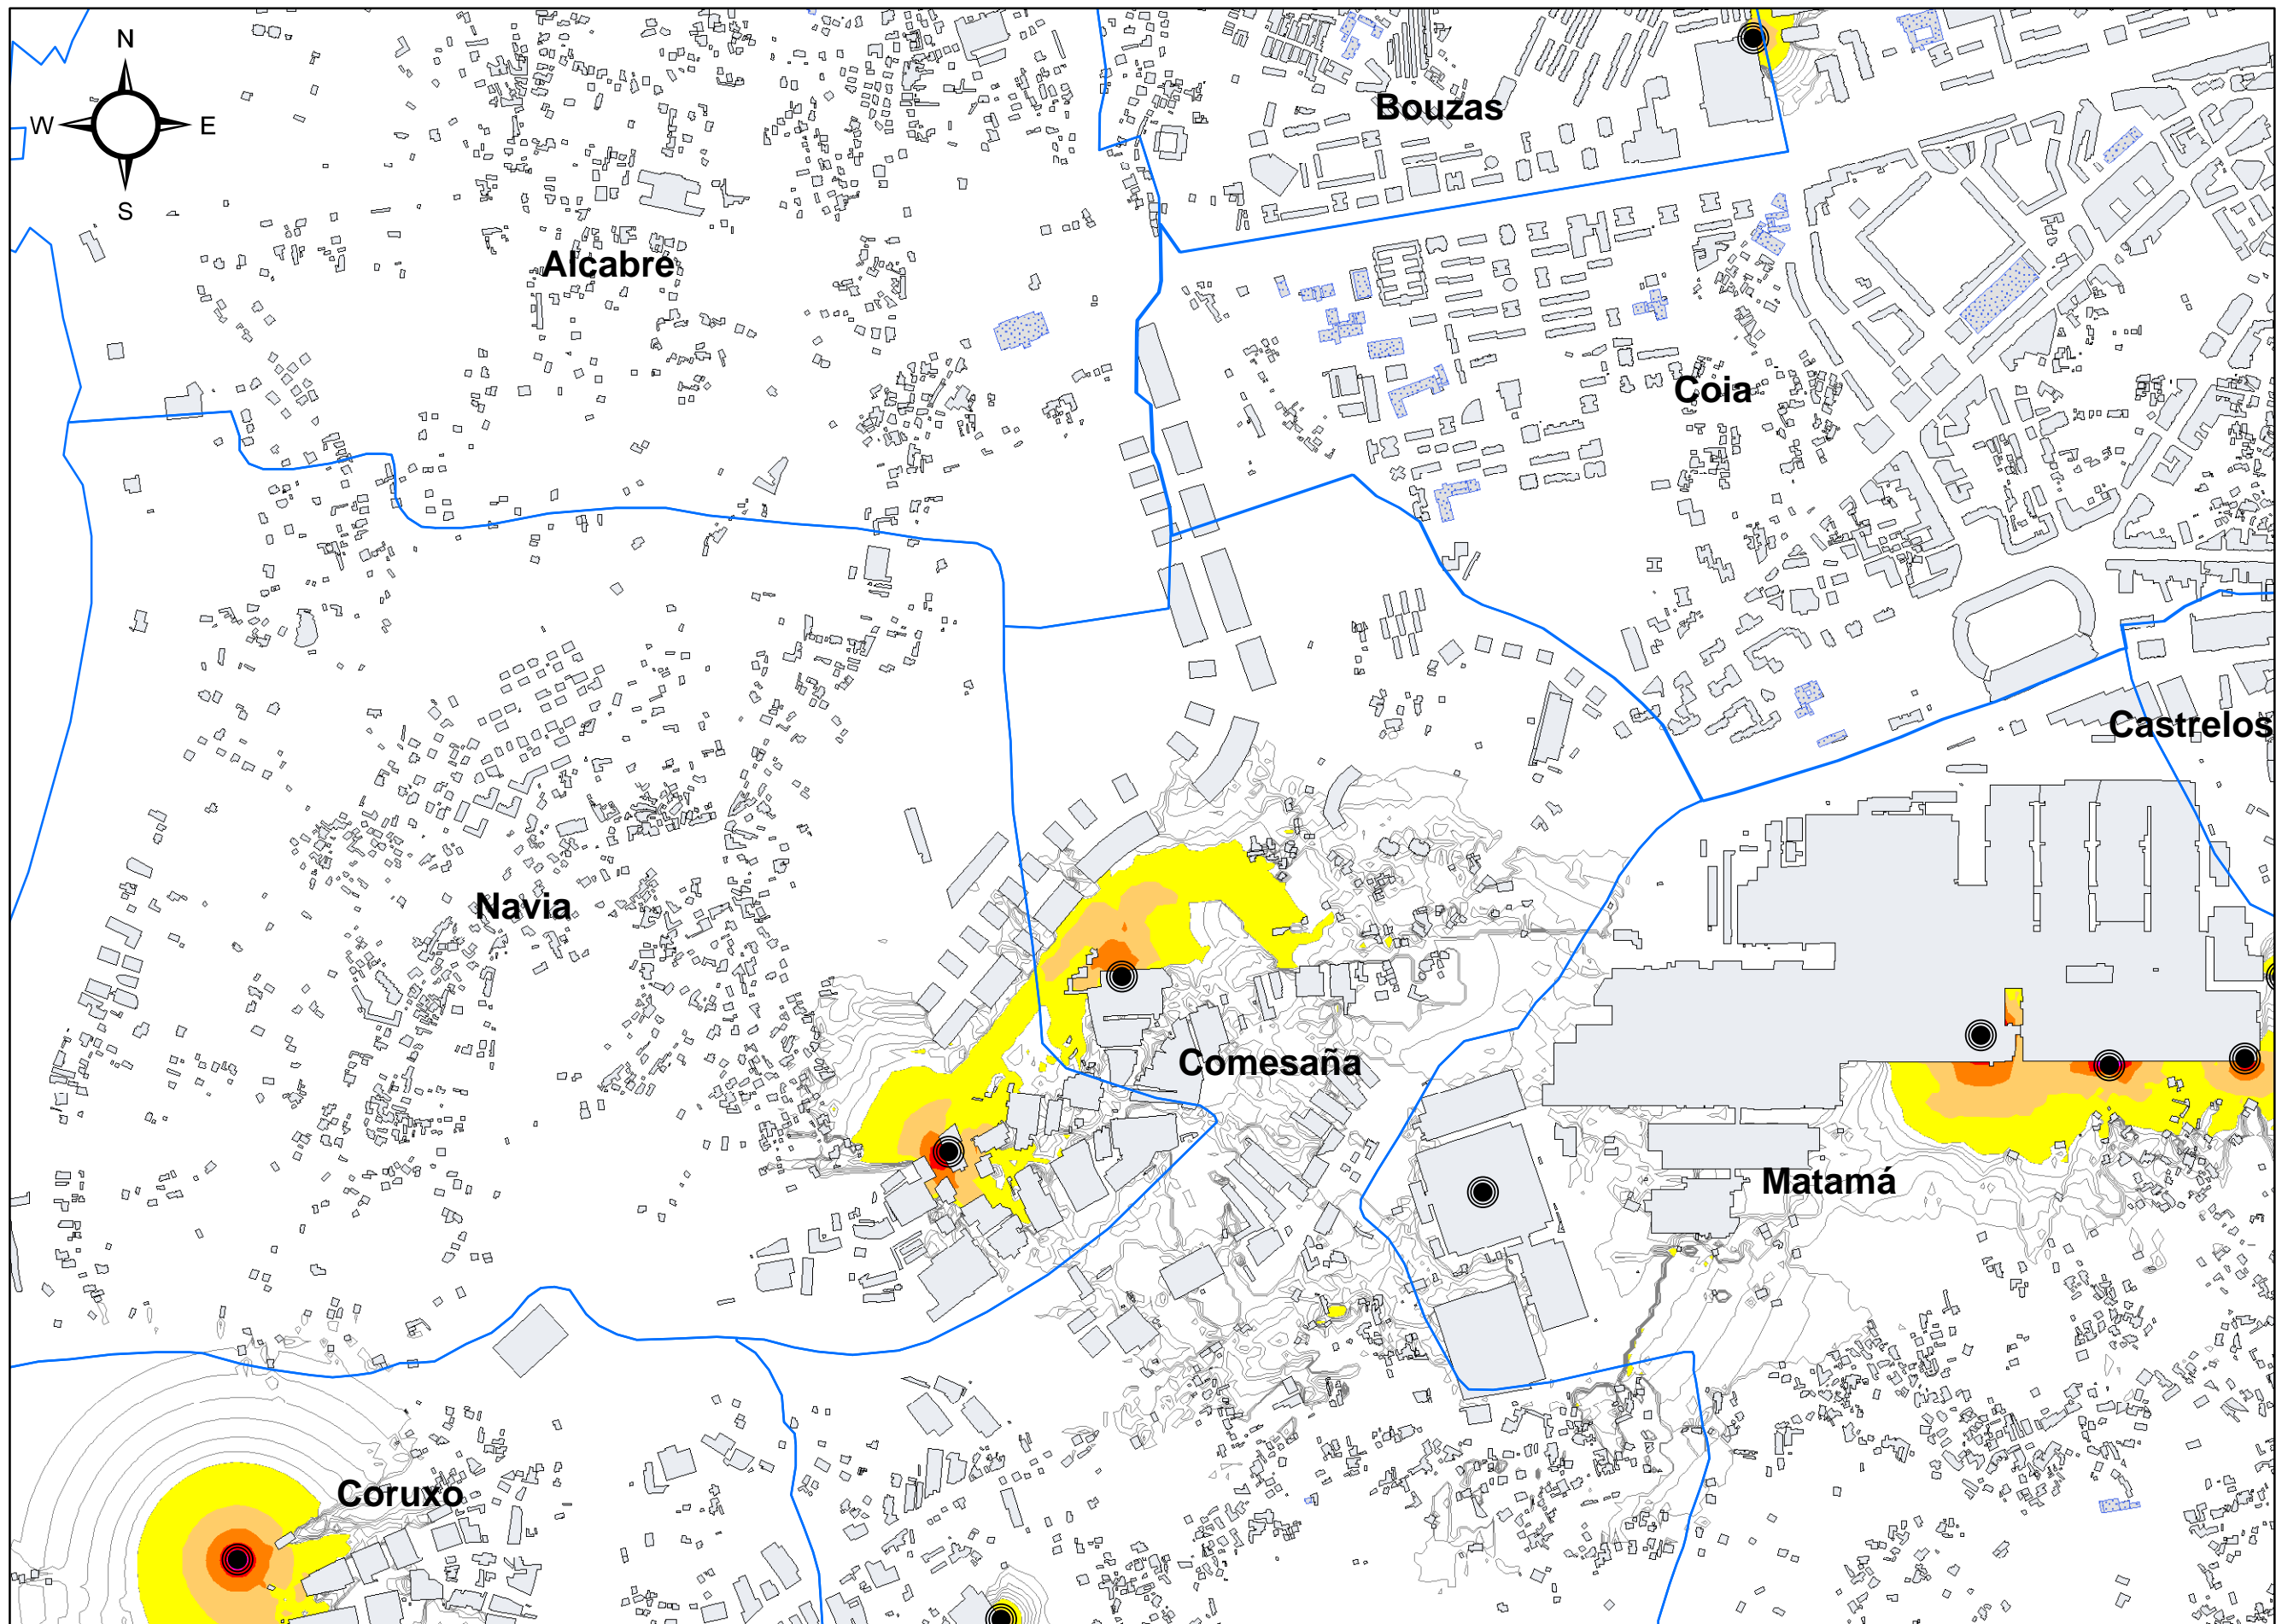 N
W E
S
Bouzas
Alcabre
Coia
Castrelos
Navia
Comesaña
Matamá
Coruxo